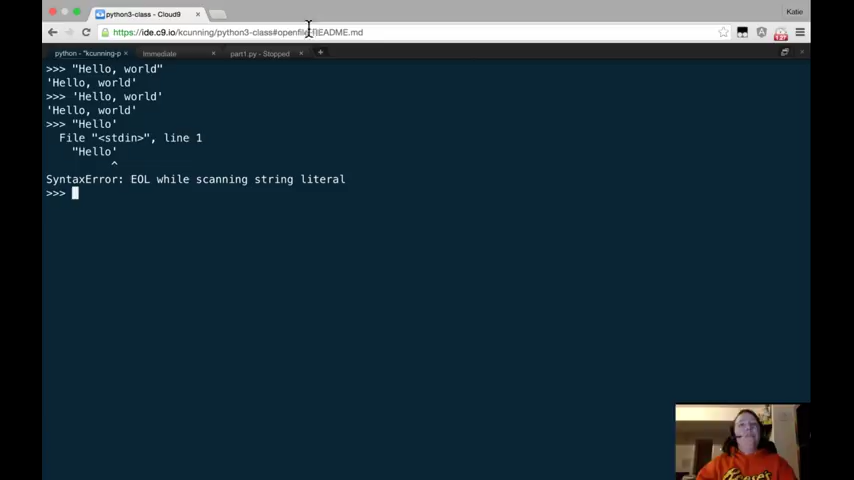 python3-class - Cloud9
Katie
https://ide.c9.io/kcunning/python3-class#openfile-README.md
python - "kcunning-p
Immediate
part1.py - Stopped
>>> "Hello, world"
'Hello, world'
>>> 'Hello, world'
'Hello, world'
>>> "Hello'
File "<stdin>", line 1
"Hello'
^
SyntaxError: EOL while scanning string literal
>>>
Reese's